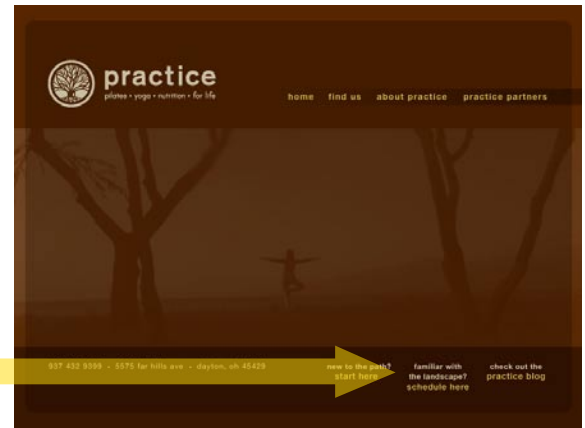 practice
pilates • yoga • nutrition • for life
home find us about practice practice partners
937 432 9399 • 5575 far hills ave • dayton, oh 45429
new to the path?
start here
familiar with
the landscape?
schedule here
check out the
practice blog